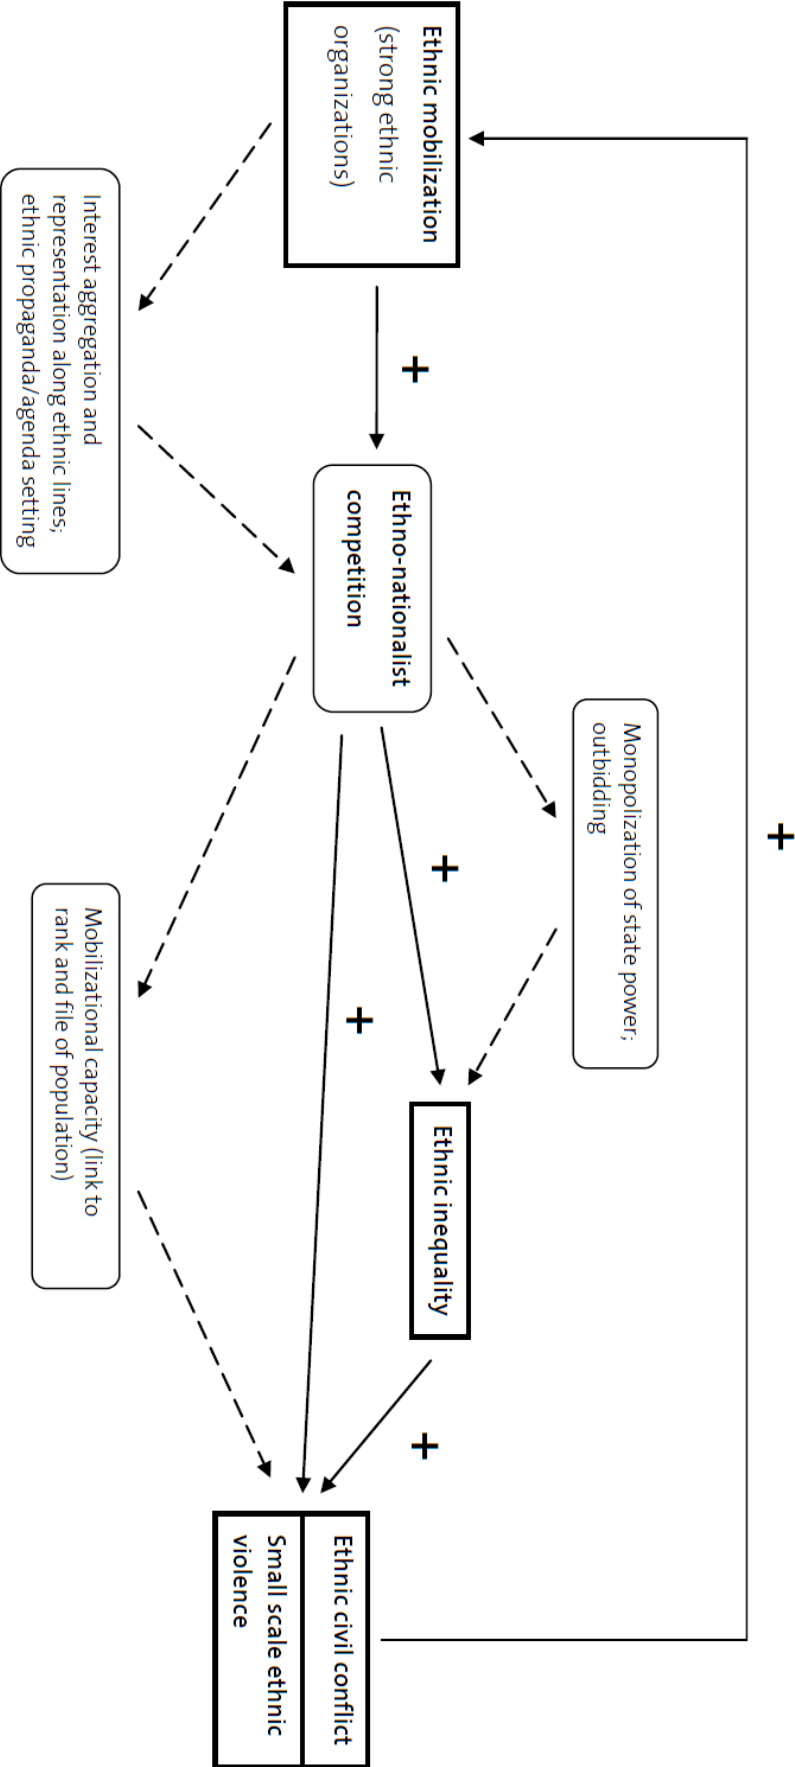 +
Monopolization of state power;
outbidding
Ethnic mobilization
(strong ethnic
organizations)
+
Ethno-nationalist
competition
+
Ethnic inequality
+
+
Ethnic civil conflict
Small scale ethnic
violence
Interest aggregation and
representation along ethnic lines;
ethnic propaganda/agenda setting
Mobilizational capacity (link to
rank and file of population)